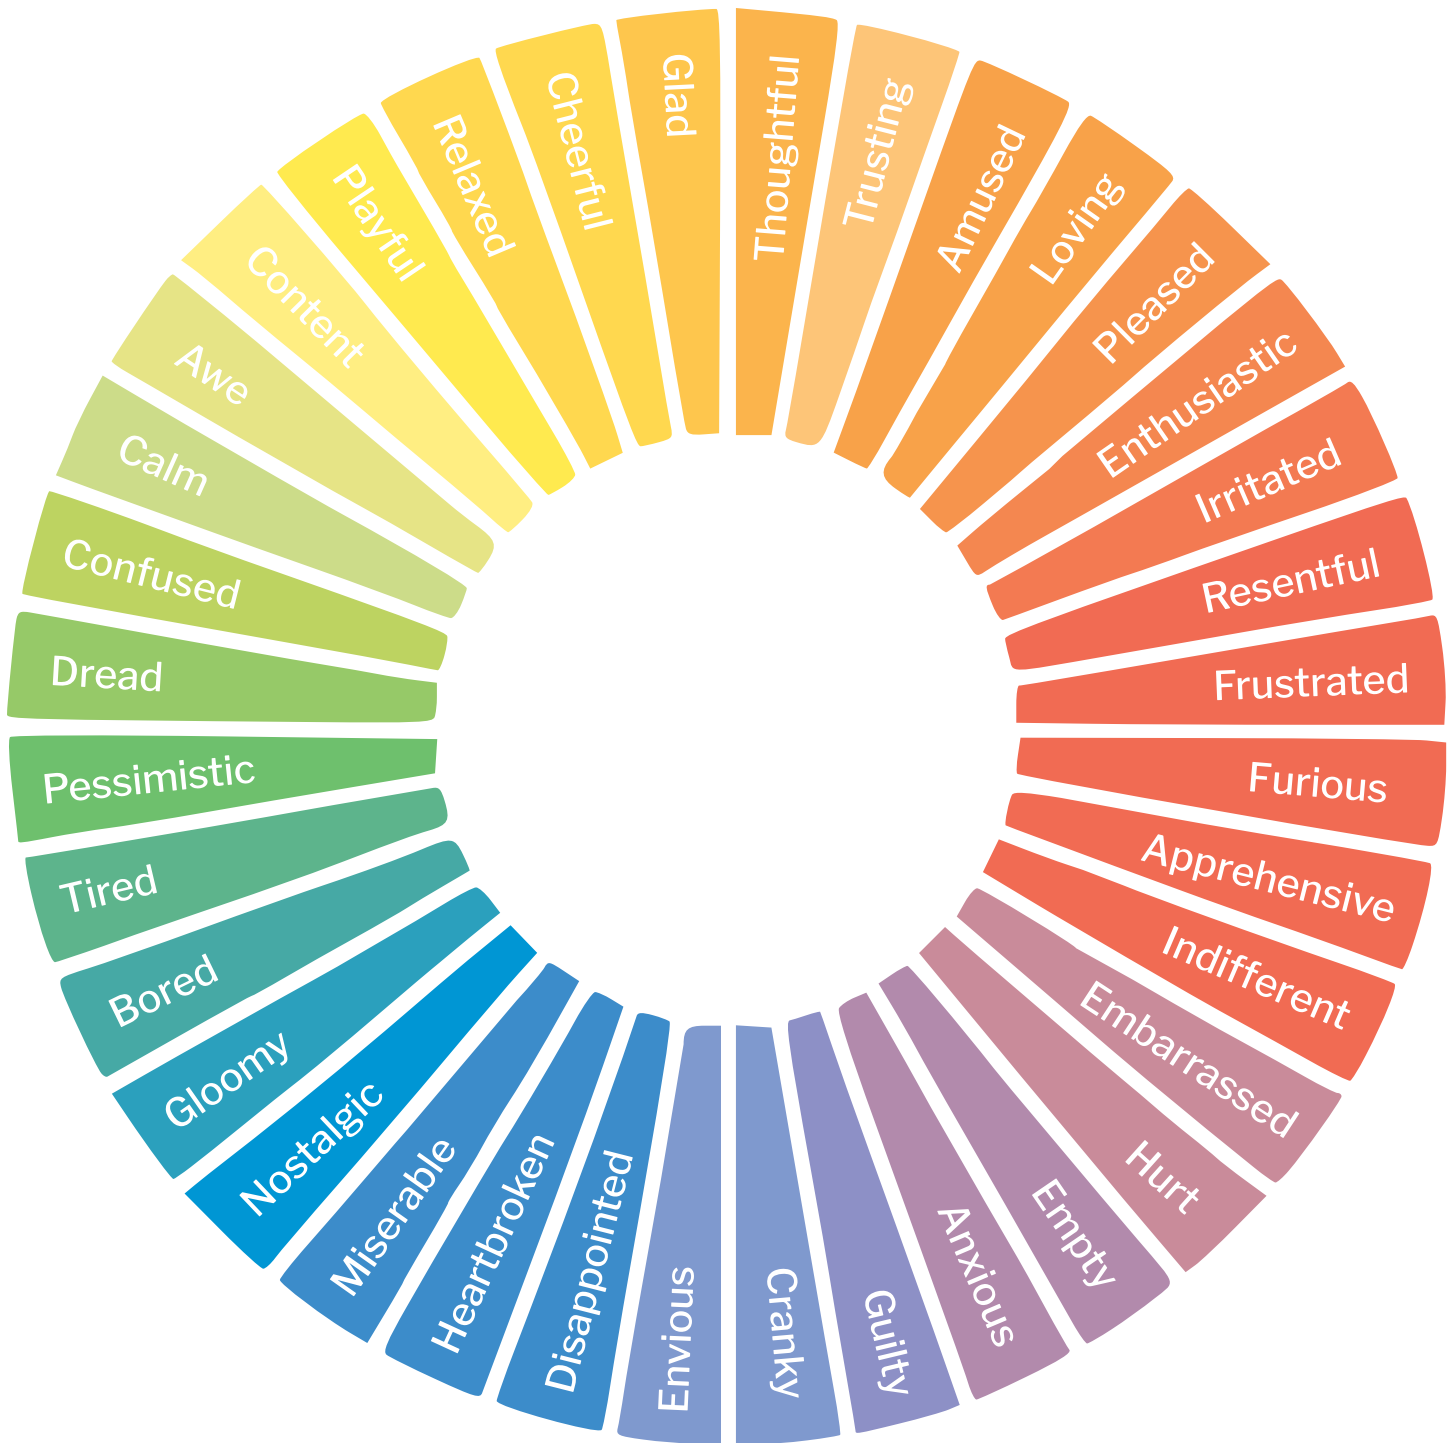 Thoughtful
Trusting
Amused
Loving
Pleased
Enthusiastic
Irritated
Resentful
Frustrated
Furious
Apprehensive
Indifferent
Embarrassed
Hurt
Empty
Anxious
Guilty
Cranky
Envious
Disappointed
Heartbroken
Miserable
Nostalgic
Gloomy
Bored
Tired
Pessimistic
Dread
Confused
Calm
Awe
Content
Playful
Relaxed
Cheerful
Glad